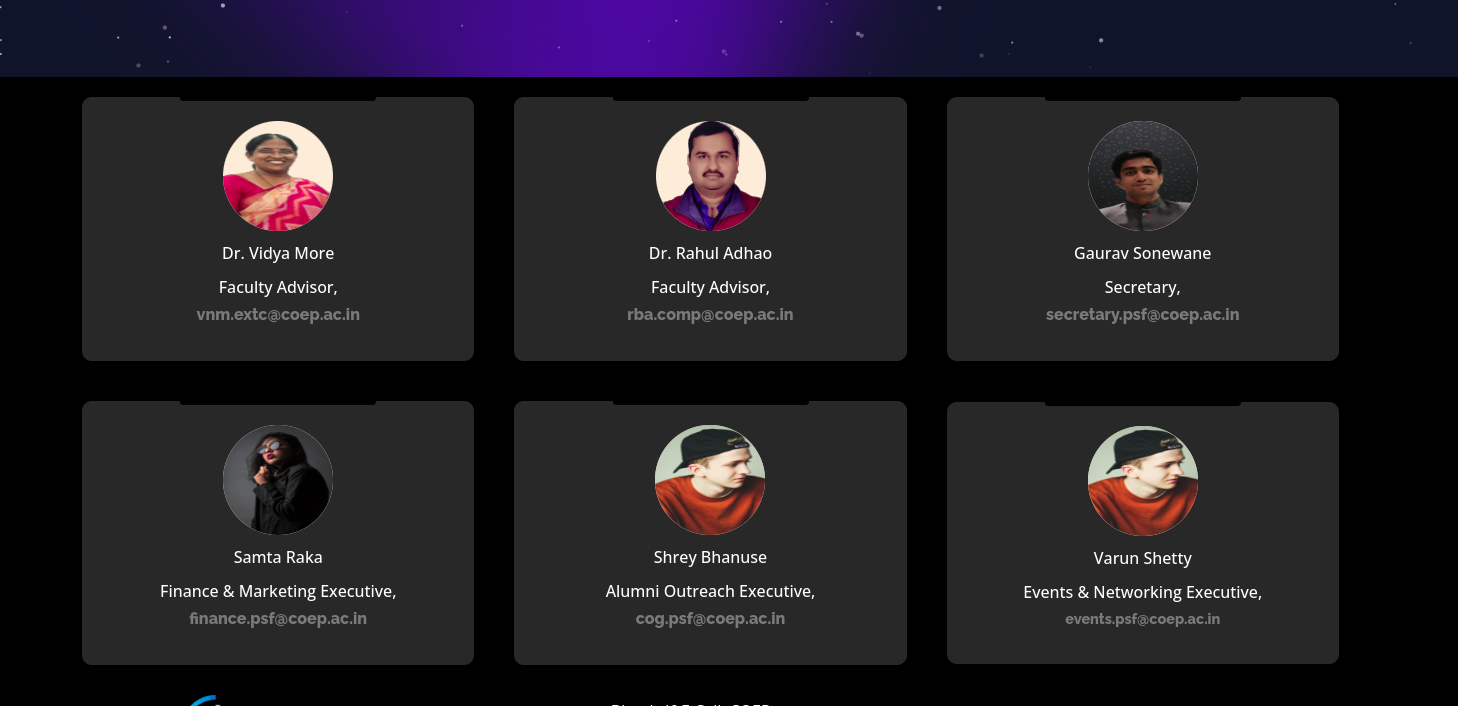 Dr. Vidya More
Faculty Advisor,
vnm.extc@coep.ac.in
Dr. Rahul Adhao
Faculty Advisor,
rba.comp@coep.ac.in
Gaurav Sonewane
Secretary,
secretary.psf@coep.ac.in
Samta Raka
Finance & Marketing Executive,
finance.psf@coep.ac.in
Shrey Bhanuse
Alumni Outreach Executive,
cog.psf@coep.ac.in
Varun Shetty
Events & Networking Executive,
events.psf@coep.ac.in